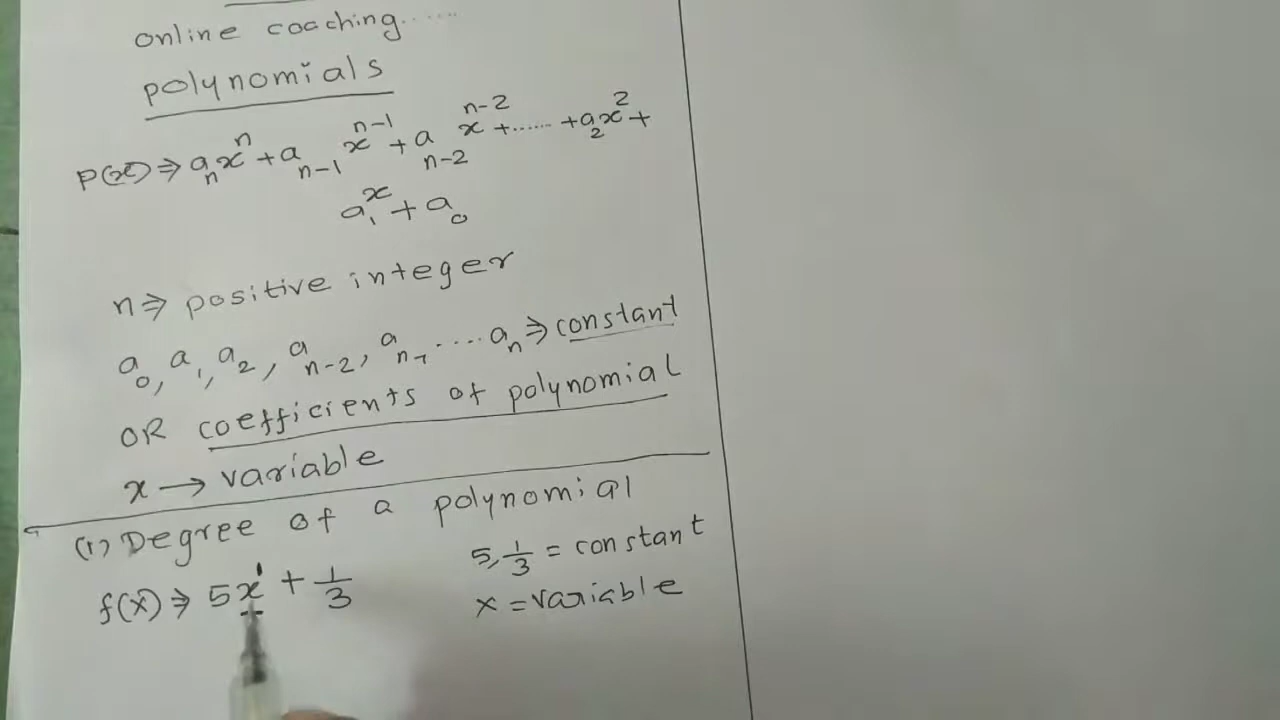 online coaching......
polynomials
p(x) ⇒ aₙxⁿ + aₙ₋₁xⁿ⁻¹ + aₙ₋₂xⁿ⁻² + ...... + a₂x² +
a₁x + a₀
n ⇒ positive integer
a₀, a₁, a₂, aₙ₋₂, aₙ₋ .... aₙ ⇒ constant
OR coefficients of polynomial
x → variable
(1) Degree of a polynomial
f(x) ⇒ 5x¹ + 1/3
5, 1/3 = constant
x = variable